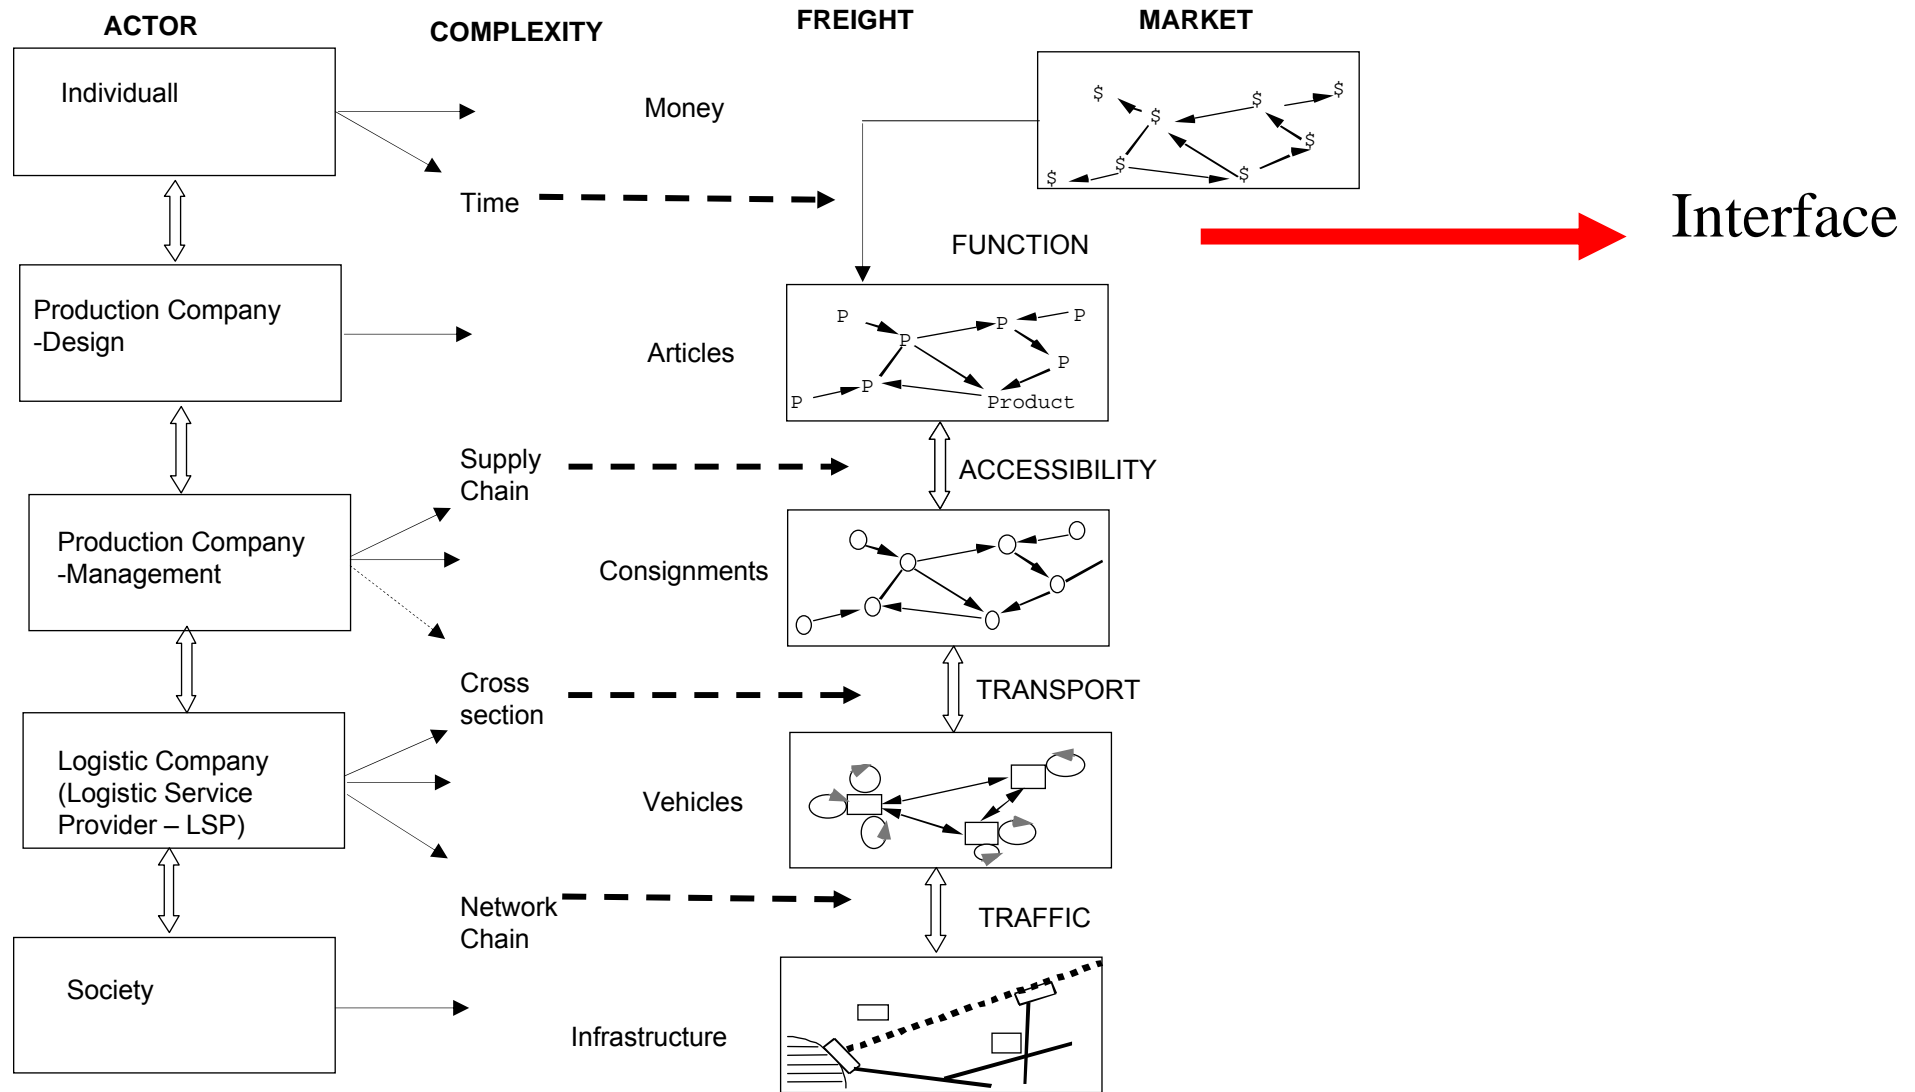 ACTOR
COMPLEXITY
FREIGHT
MARKET
Individuall
Money
$
$
$
$
$
$
$
$
Time
FUNCTION
Interface
Production Company
-Design
Articles
P
P
P
P
P
P
P
Product
Supply
Chain
ACCESSIBILITY
Production Company
-Management
Consignments
Cross
section
TRANSPORT
Logistic Company
(Logistic Service
Provider – LSP)
Vehicles
Network
Chain
TRAFFIC
Society
Infrastructure